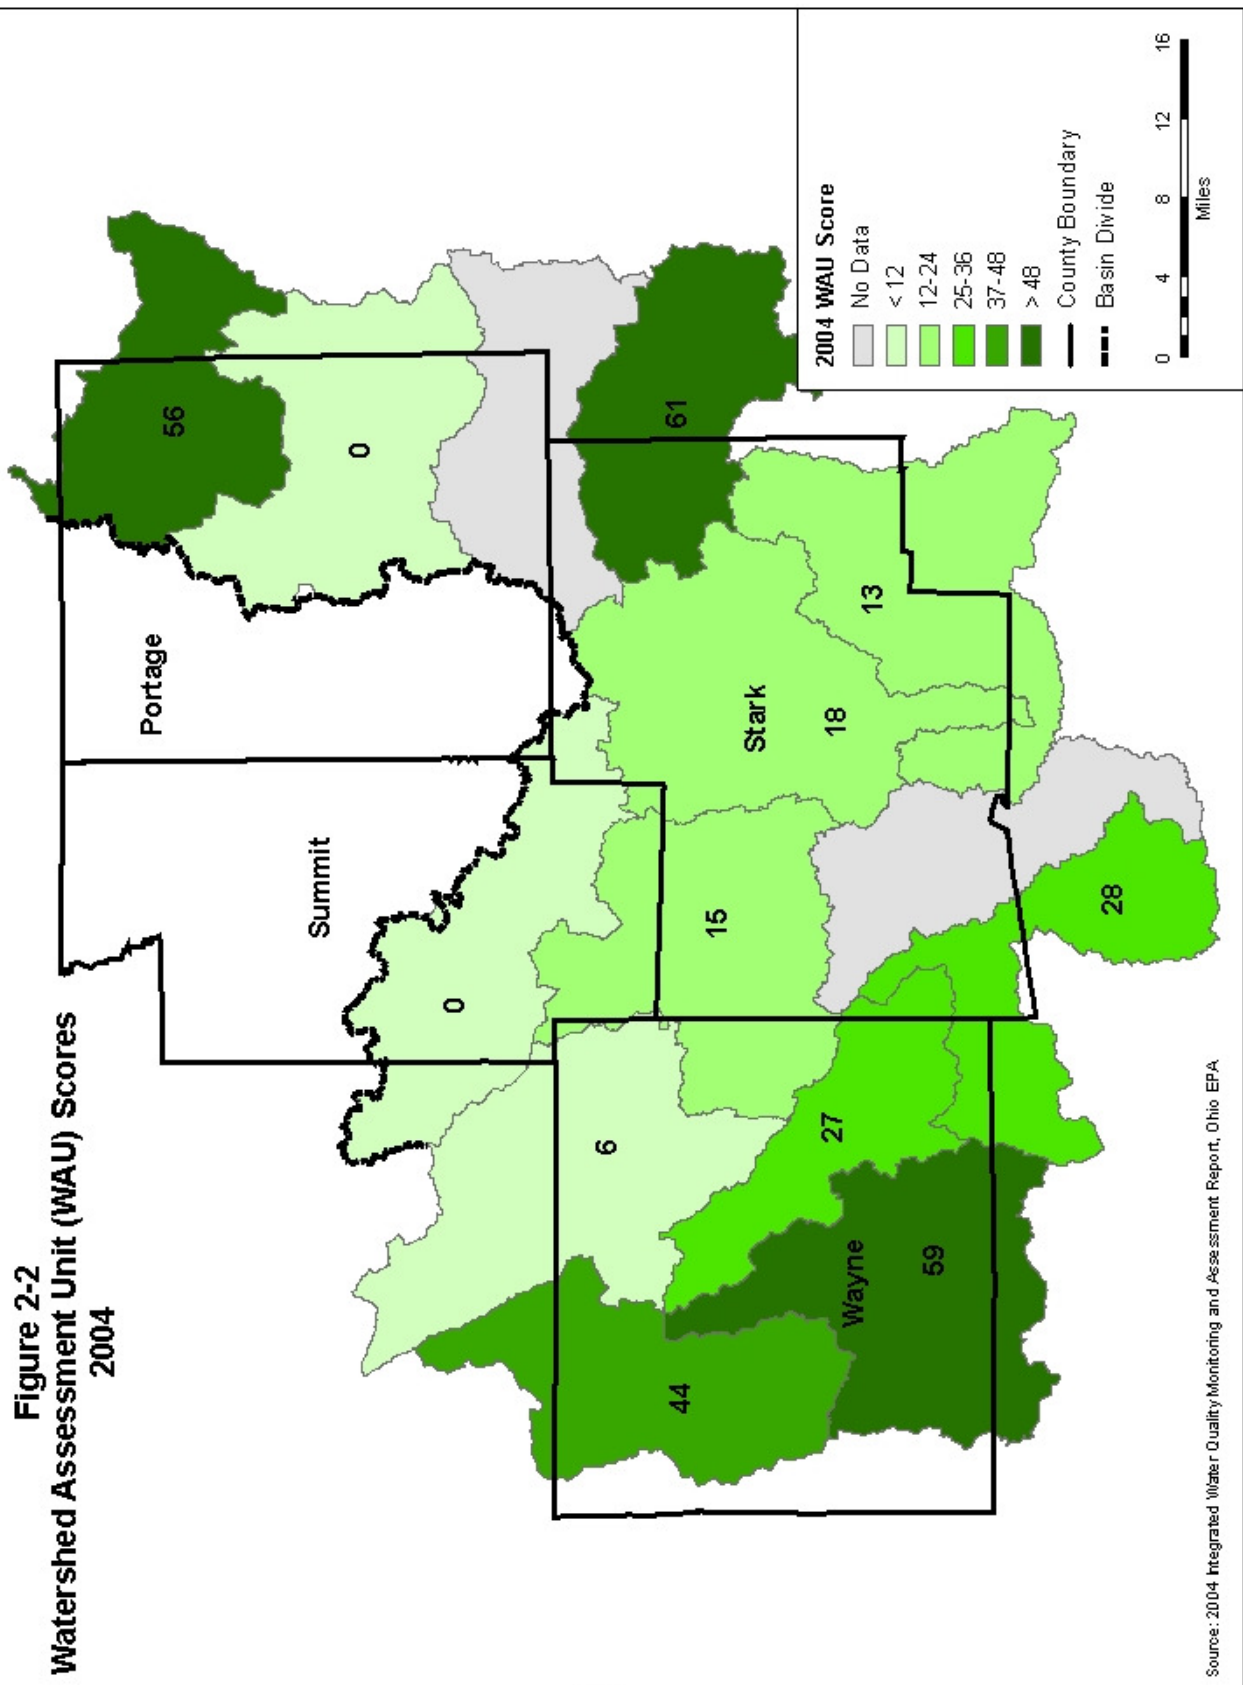 Figure 2-2
Watershed Assessment Unit (WAU) Scores
2004
56
0
Portage
Summit
0
61
6
15
Stark
18
13
44
27
Wayne
59
28
2004 WAU Score
No Data
<12
12-24
25-36
37-48
>48
County Boundary
Basin Divide
0 4 8 12 16
Miles
Source: 2004 Integrated Water Quality Monitoring and Assessment Report, Ohio EPA